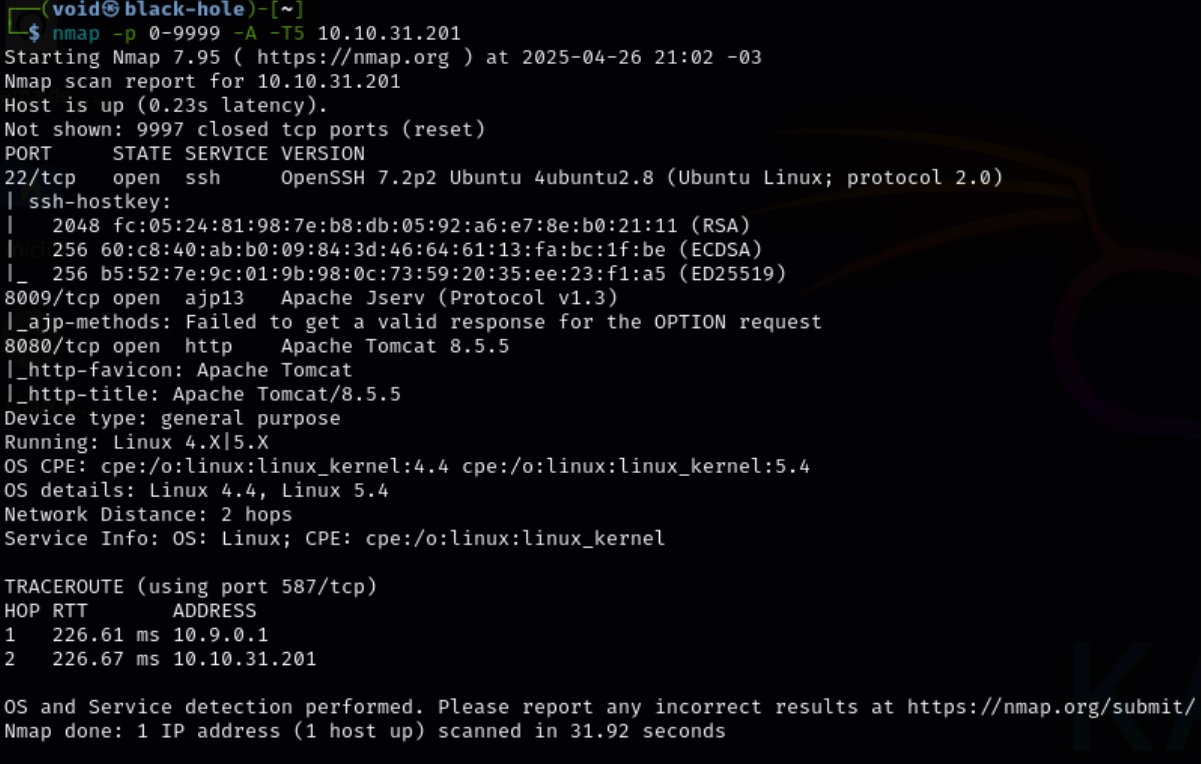 ┌──(void㉿black-hole)-[~]
└─$ nmap -p 0-9999 -A -T5 10.10.31.201
Starting Nmap 7.95 ( https://nmap.org ) at 2025-04-26 21:02 -03
Nmap scan report for 10.10.31.201
Host is up (0.23s latency).
Not shown: 9997 closed tcp ports (reset)
PORT     STATE SERVICE VERSION
22/tcp   open  ssh     OpenSSH 7.2p2 Ubuntu 4ubuntu2.8 (Ubuntu Linux; protocol 2.0)
| ssh-hostkey:
|   2048 fc:05:24:81:98:7e:b8:db:05:92:a6:e7:8e:b0:21:11 (RSA)
|   256 60:c8:40:ab:b0:09:84:3d:46:64:61:13:fa:bc:1f:be (ECDSA)
|_  256 b5:52:7e:9c:01:9b:98:0c:73:59:20:35:ee:23:f1:a5 (ED25519)
8009/tcp open  ajp13   Apache Jserv (Protocol v1.3)
|_ajp-methods: Failed to get a valid response for the OPTION request
8080/tcp open  http    Apache Tomcat 8.5.5
|_http-favicon: Apache Tomcat
|_http-title: Apache Tomcat/8.5.5
Device type: general purpose
Running: Linux 4.X|5.X
OS CPE: cpe:/o:linux:linux_kernel:4.4 cpe:/o:linux:linux_kernel:5.4
OS details: Linux 4.4, Linux 5.4
Network Distance: 2 hops
Service Info: OS: Linux; CPE: cpe:/o:linux:linux_kernel

TRACEROUTE (using port 587/tcp)
HOP RTT       ADDRESS
1   226.61 ms 10.9.0.1
2   226.67 ms 10.10.31.201

OS and Service detection performed. Please report any incorrect results at https://nmap.org/submit/
Nmap done: 1 IP address (1 host up) scanned in 31.92 seconds